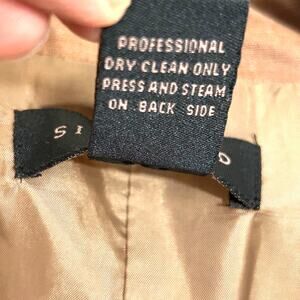 PROFESSIONAL
DRY CLEAN ONLY
PRESS AND STEAM
ON BACK SIDE